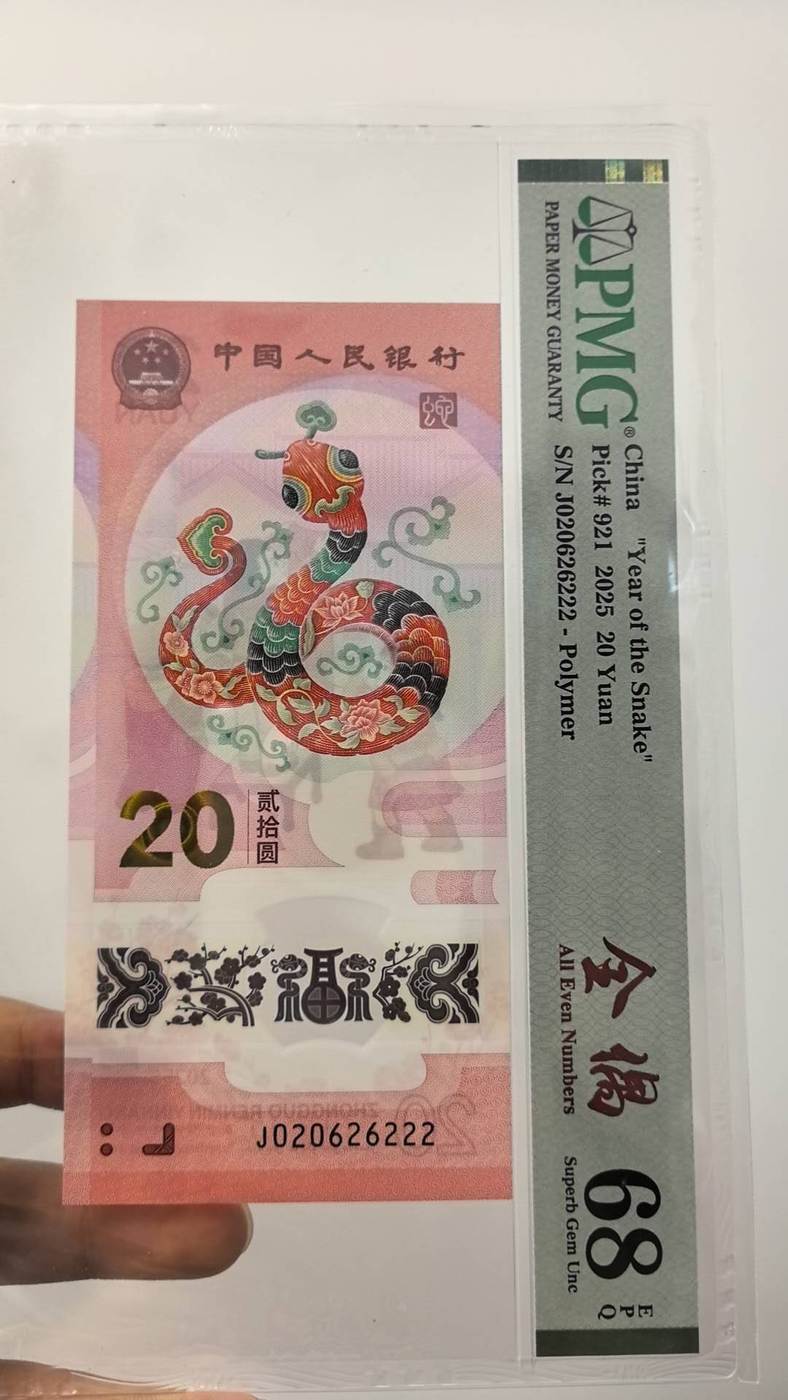 中国人民银行
蛇
20
贰拾圆
J020626222
PMG®
PAPER MONEY GUARANTY
China "Year of the Snake"
Pick# 921 2025 20 Yuan
S/N J020626222 - Polymer
全偶
All Even Numbers
68
EPQ
Superb Gem Unc